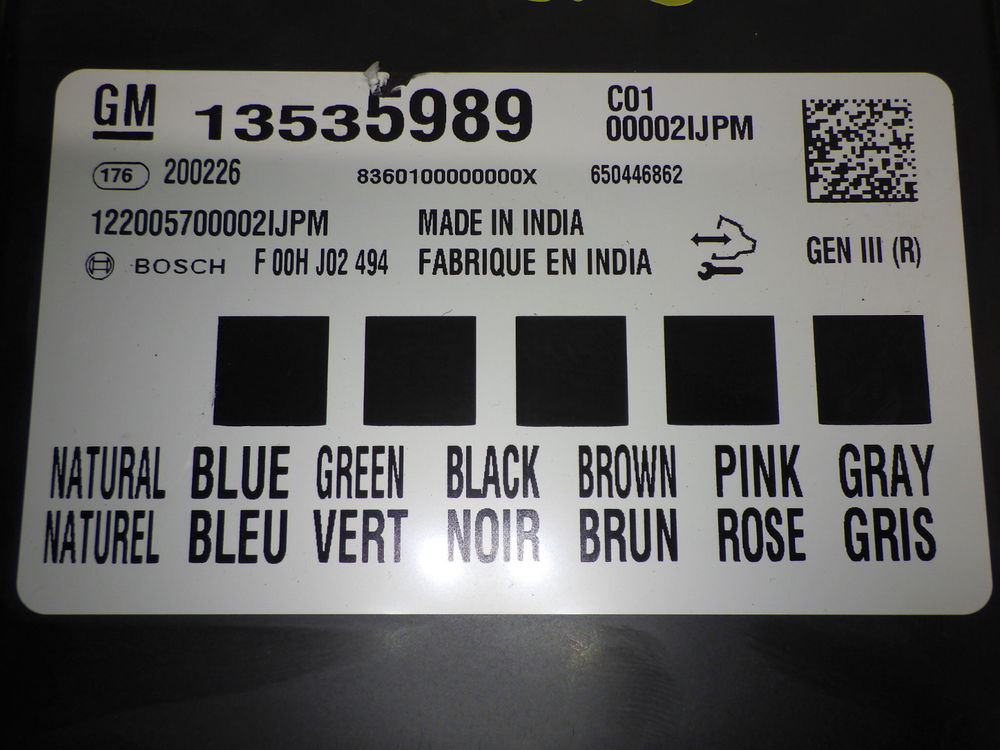 GM 13535989 C01
00002IJPM
176 200226 8360100000000X 650446862
122005700002IJPM MADE IN INDIA
BOSCH F 00H J02 494 FABRIQUE EN INDIA GEN III (R)
NATURAL BLUE GREEN BLACK BROWN PINK GRAY
NATUREL BLEU VERT NOIR BRUN ROSE GRIS